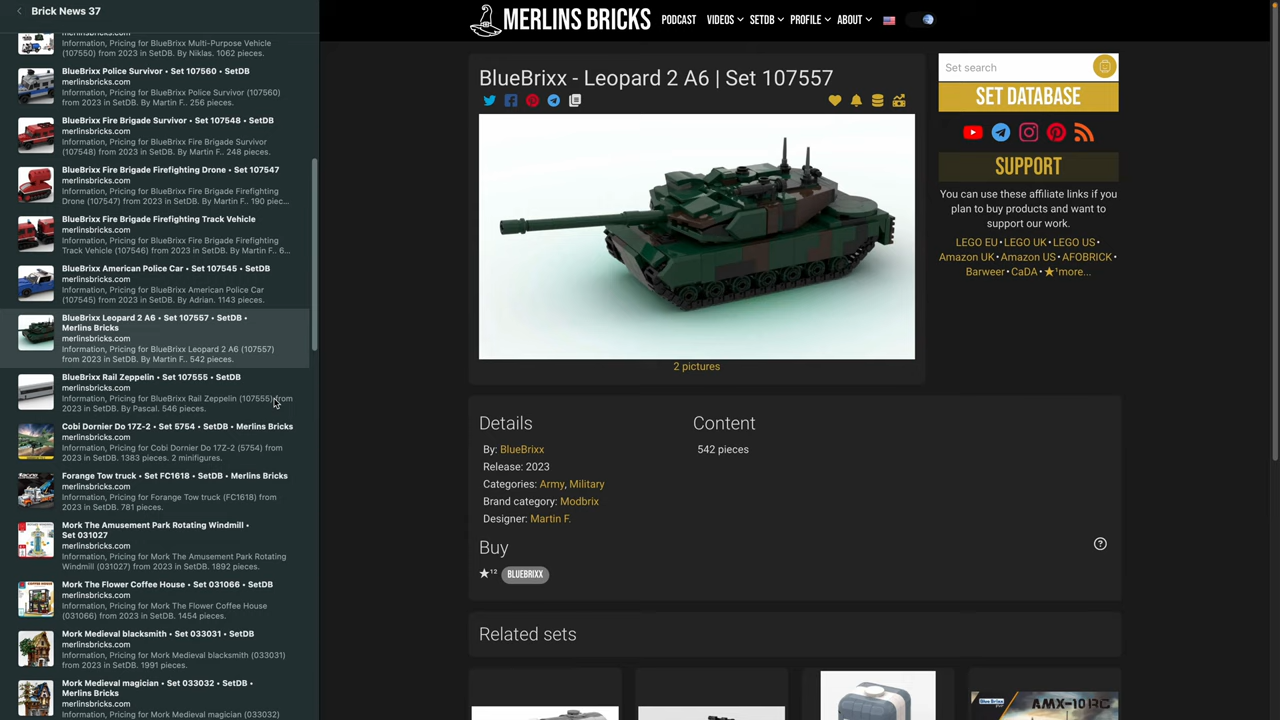 Brick News 37
Information, Pricing for BlueBrixx Multi-Purpose Vehicle
(107550) from 2023 in SetDB. By Niklas. 1062 pieces.
BlueBrixx Police Survivor • Set 107560 • SetDB
merlinsbricks.com
Information, Pricing for BlueBrixx Police Survivor (107560)
from 2023 in SetDB. By Martin F.. 256 pieces.
BlueBrixx Fire Brigade Survivor • Set 107548 • SetDB
merlinsbricks.com
Information, Pricing for BlueBrixx Fire Brigade Survivor
(107548) from 2023 in SetDB. By Martin F.. 248 pieces.
BlueBrixx Fire Brigade Firefighting Drone • Set 107547
merlinsbricks.com
Information, Pricing for BlueBrixx Fire Brigade Firefighting
Drone (107547) from 2023 in SetDB. By Martin F.. 190 piec...
BlueBrixx Fire Brigade Firefighting Track Vehicle
merlinsbricks.com
Information, Pricing for BlueBrixx Fire Brigade Firefighting
Track Vehicle (107546) from 2023 in SetDB. By Martin F.. 6...
BlueBrixx American Police Car • Set 107545 • SetDB
merlinsbricks.com
Information, Pricing for BlueBrixx American Police Car
(107545) from 2023 in SetDB. By Adrian. 1143 pieces.
BlueBrixx Leopard 2 A6 • Set 107557 • SetDB •
Merlins Bricks
merlinsbricks.com
Information, Pricing for BlueBrixx Leopard 2 A6 (107557)
from 2023 in SetDB. By Martin F.. 542 pieces.
BlueBrixx Rail Zeppelin • Set 107555 • SetDB
merlinsbricks.com
Information, Pricing for BlueBrixx Rail Zeppelin (107555) from
2023 in SetDB. By Pascal. 546 pieces.
Cobi Dornier Do 17Z-2 • Set 5754 • SetDB • Merlins Bricks
merlinsbricks.com
Information, Pricing for Cobi Dornier Do 17Z-2 (5754) from
2023 in SetDB. 1383 pieces. 2 minifigures.
Forange Tow truck • Set FC1618 • SetDB • Merlins Bricks
merlinsbricks.com
Information, Pricing for Forange Tow truck (FC1618) from
2023 in SetDB. 781 pieces.
Mork The Amusement Park Rotating Windmill •
Set 031027
merlinsbricks.com
Information, Pricing for Mork The Amusement Park Rotating
Windmill (031027) from 2023 in SetDB. 1892 pieces.
Mork The Flower Coffee House • Set 031066 • SetDB
merlinsbricks.com
Information, Pricing for Mork The Flower Coffee House
(031066) from 2023 in SetDB. 1454 pieces.
Mork Medieval blacksmith • Set 033031 • SetDB
merlinsbricks.com
Information, Pricing for Mork Medieval blacksmith (033031)
from 2023 in SetDB. 1991 pieces.
Mork Medieval magician • Set 033032 • SetDB •
Merlins Bricks
merlinsbricks.com
Information, Pricing for Mork Medieval magician (033032)
MERLINS BRICKS PODCAST VIDEOS SETDB PROFILE ABOUT
BlueBrixx - Leopard 2 A6 | Set 107557
2 pictures
Details
By: BlueBrixx
Release: 2023
Categories: Army, Military
Brand category: Modbrix
Designer: Martin F.
Content
542 pieces
Buy
★¹² BLUEBRIXX
Related sets
AMX-10 RC
Set search
SET DATABASE
SUPPORT
You can use these affiliate links if you
plan to buy products and want to
support our work.
LEGO EU • LEGO UK • LEGO US •
Amazon UK • Amazon US • AFOBRICK •
Barweer • CaDA • ★¹more...